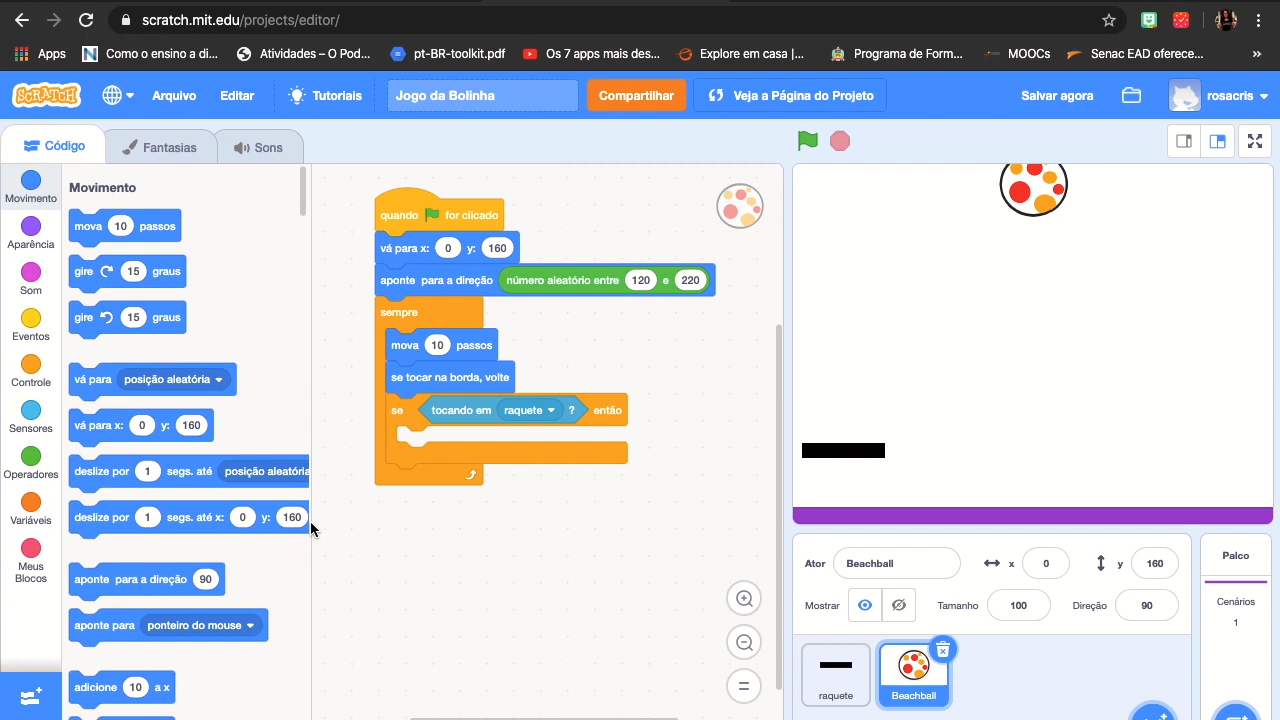 scratch.mit.edu/projects/editor/
Apps
Como o ensino a di...
Atividades – O Pod...
pt-BR-toolkit.pdf
Os 7 apps mais des...
Explore em casa |...
Programa de Form...
MOOCs
Senac EAD oferece...
»
SCRATCH
Arquivo
Editar
Tutoriais
Jogo da Bolinha
Compartilhar
Veja a Página do Projeto
Salvar agora
rosacris
Código
Fantasias
Sons
Movimento
Aparência
Som
Eventos
Controle
Sensores
Operadores
Variáveis
Meus
Blocos
Movimento
mova 10 passos
gire 15 graus
gire 15 graus
vá para posição aleatória
vá para x: 0 y: 160
deslize por 1 segs. até posição aleatória
deslize por 1 segs. até x: 0 y: 160
aponte para a direção 90
aponte para ponteiro do mouse
adicione 10 a x
quando for clicado
vá para x: 0 y: 160
aponte para a direção número aleatório entre 120 e 220
sempre
mova 10 passos
se tocar na borda, volte
se tocando em raquete ? então
Ator Beachball x 0 y 160
Mostrar Tamanho 100 Direção 90
raquete
Beachball
Palco
Cenários
1